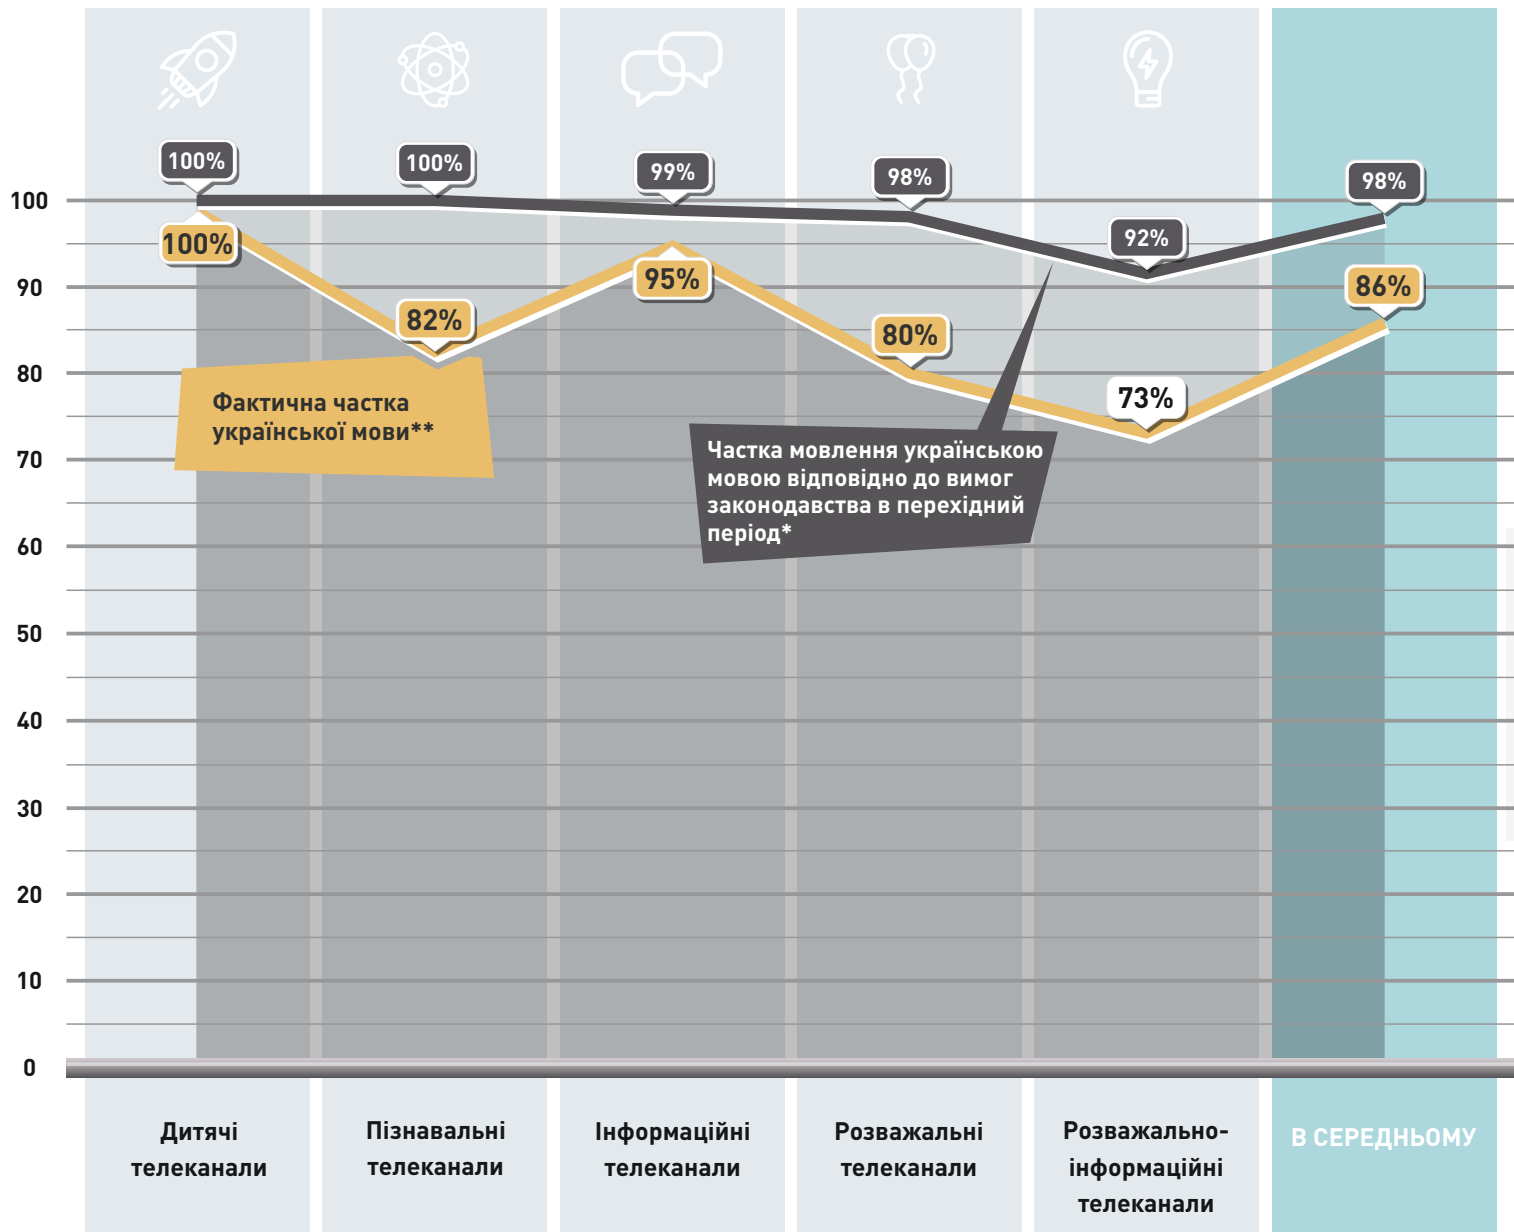 100%
100%
99%
98%
92%
98%
100%
82%
95%
80%
73%
86%
100
90
80
70
60
50
40
30
20
10
0
Фактична частка
української мови**
Частка мовлення українською
мовою відповідно до вимог
законодавства в перехідний
період*
Дитячі
телеканали
Пізнавальні
телеканали
Інформаційні
телеканали
Розважальні
телеканали
Розважально-
інформаційні
телеканали
В СЕРЕДНЬОМУ